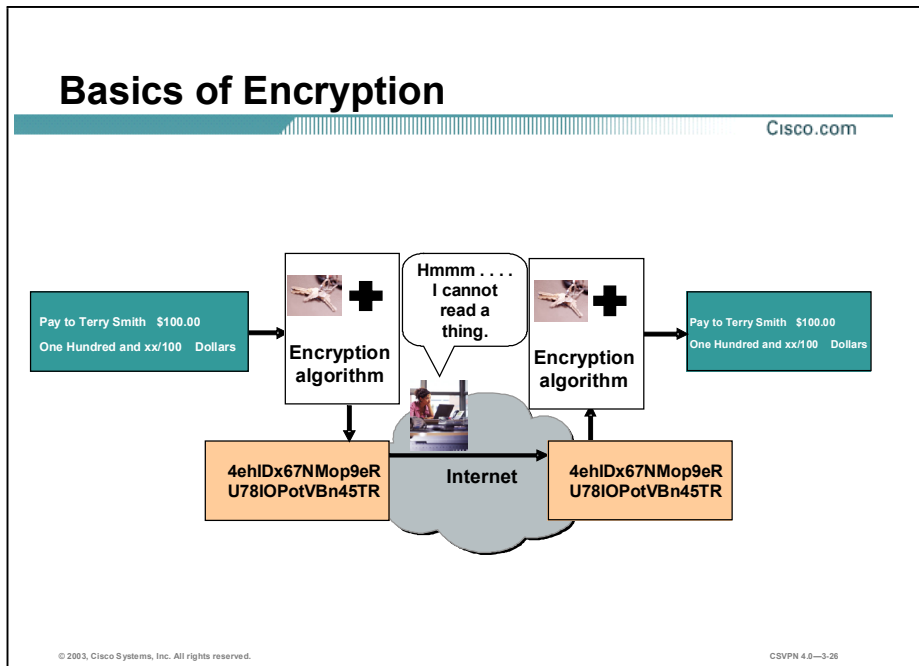 Basics of Encryption
Cisco.com
Pay to Terry Smith $100.00
One Hundred and xx/100 Dollars
Encryption
algorithm
Hmmm . . . .
I cannot
read a
thing.
Encryption
algorithm
Pay to Terry Smith $100.00
One Hundred and xx/100 Dollars
4ehIDx67NMop9eR
U78IOPotVBn45TR
Internet
4ehIDx67NMop9eR
U78IOPotVBn45TR
© 2003, Cisco Systems, Inc. All rights reserved.
CSVPN 4.0—3-26